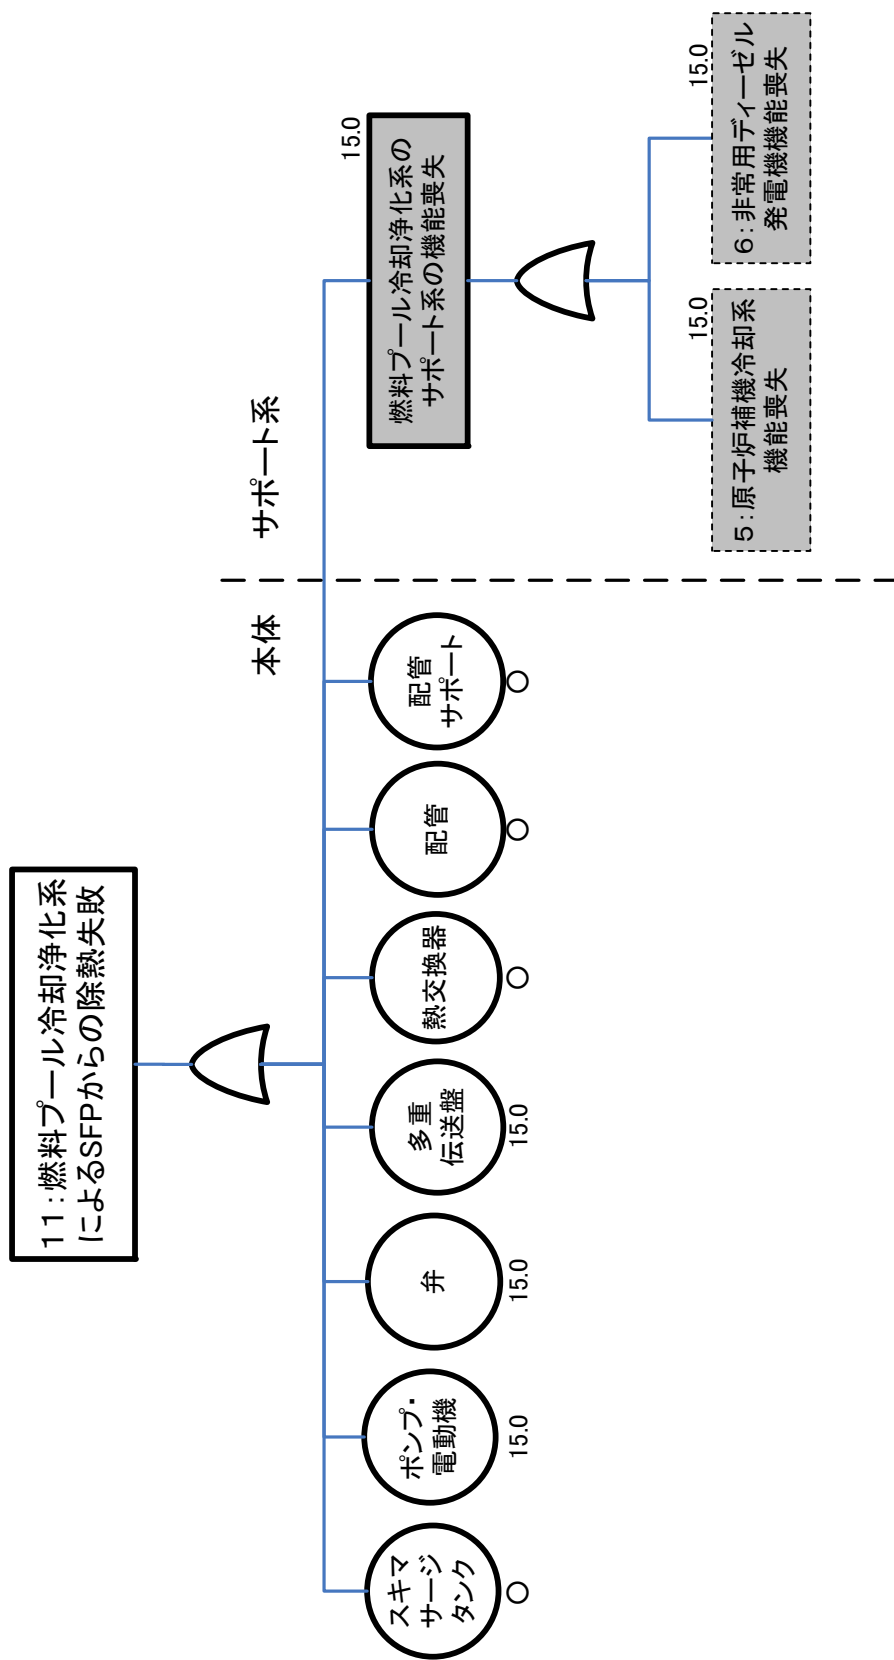 11:燃料プール冷却浄化系
によるSFPからの除熱失敗
本体
サポート系
スキマ
サージ
タンク
○
ポンプ・
電動機
15.0
弁
15.0
多重
伝送盤
15.0
熱交換器
○
配管
○
配管
サポート
○
15.0
燃料プール冷却浄化系の
サポート系の機能喪失
15.0
5:原子炉補機冷却系
機能喪失
15.0
6:非常用ディーゼル
発電機機能喪失